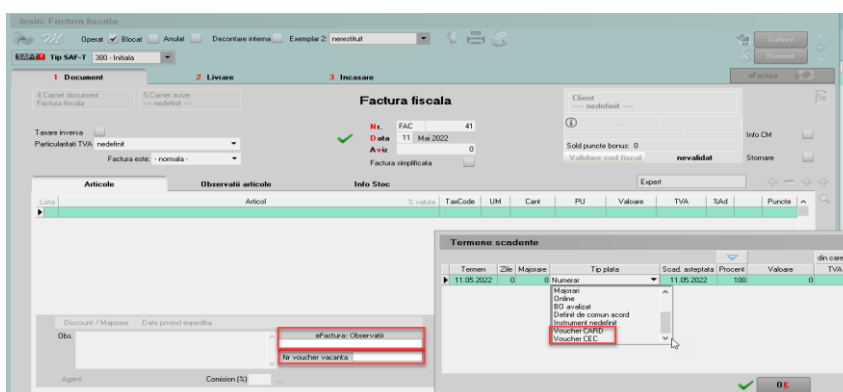 Iesiri: Factura fiscala
Operat Blocat Anulat Decontare interna Exemplar 2: nerestituit
Salvez
Renunt
SAF-T Tip SAF-T 380 - Initiala
1 Document 2 Livrare 3 Incasare eFactura
4.Carnet document 5.Carnet avize
Factura fiscala --- nedefinit ---
Factura fiscala
Client
--- nedefinit ---
Nr. FAC 41
Data 11 Mai 2022
Aviz 0
Factura simplificata
Taxare inversa
Particularitati TVA nedefinit
Factura este: - normala -
Sold puncte bonus: 0
Validare cod fiscal nevalidat
Info CM
Stornare
Expert
Articole Observatii articole Info Stoc
Lista Articol % valuta TaxCode UM Cant PU Valoare TVA %Ad Puncte
Termene scadente
din care
Termen Zile Majorare Tip plata Scad. asteptata Procent Valoare TVA
11.05.2022 0 0 Numerar 11.05.2022 100 0
Majorari
Online
BO avalizat
Definit de comun acord
Instrument nedefinit
Voucher CARD
Voucher CEC
Discount / Majorare Date privind expeditia
Obs.
eFactura: Observatii
Nr voucher vacanta
Agent Comision (%) ...
OK